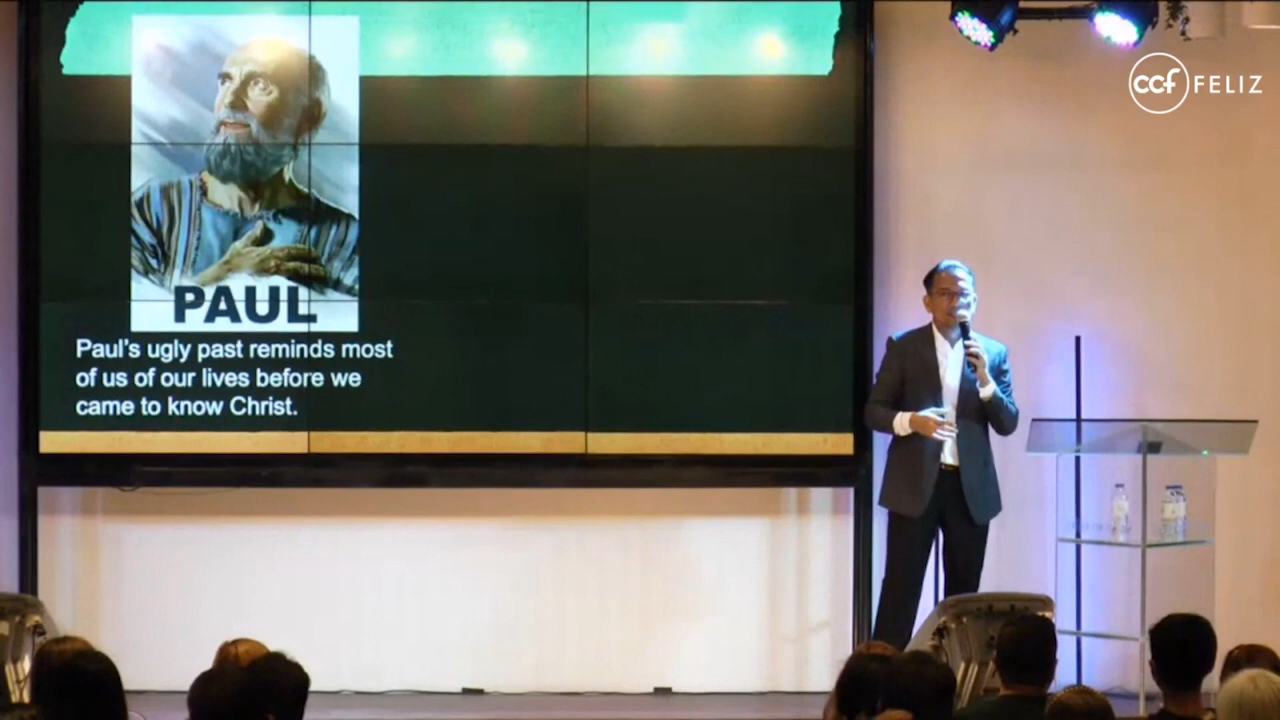 PAUL
Paul's ugly past reminds most
of us of our lives before we
came to know Christ.
ccf FELIZ